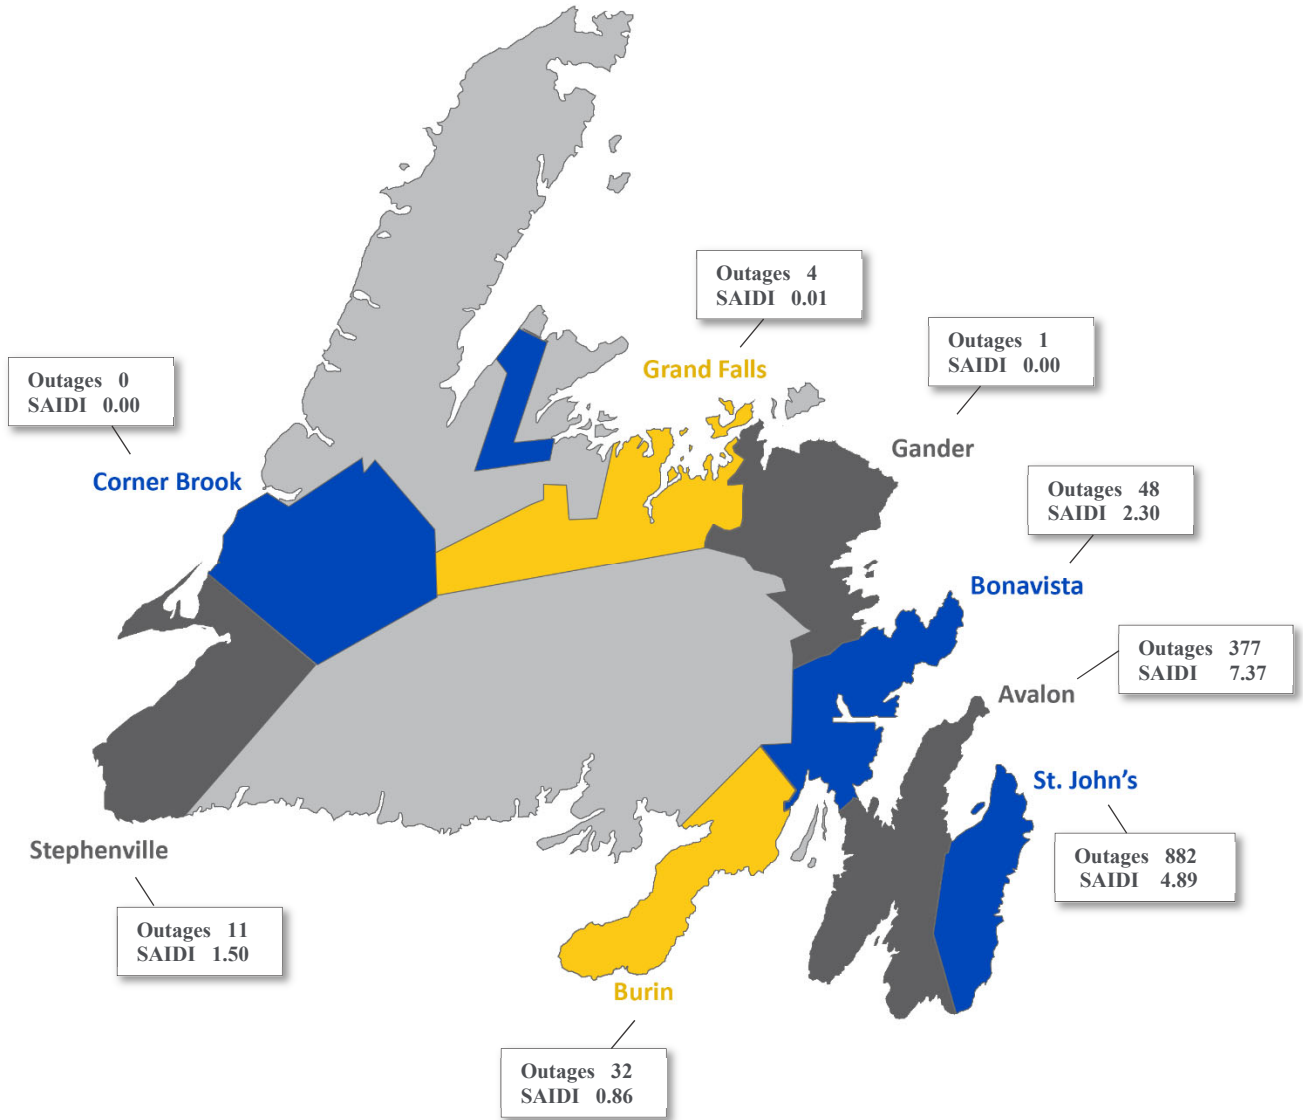 Outages 4
SAIDI 0.01
Grand Falls
Outages 1
SAIDI 0.00
Gander
Outages 0
SAIDI 0.00
Corner Brook
Outages 48
SAIDI 2.30
Bonavista
Outages 377
SAIDI 7.37
Avalon
St. John's
Outages 882
SAIDI 4.89
Stephenville
Outages 11
SAIDI 1.50
Burin
Outages 32
SAIDI 0.86